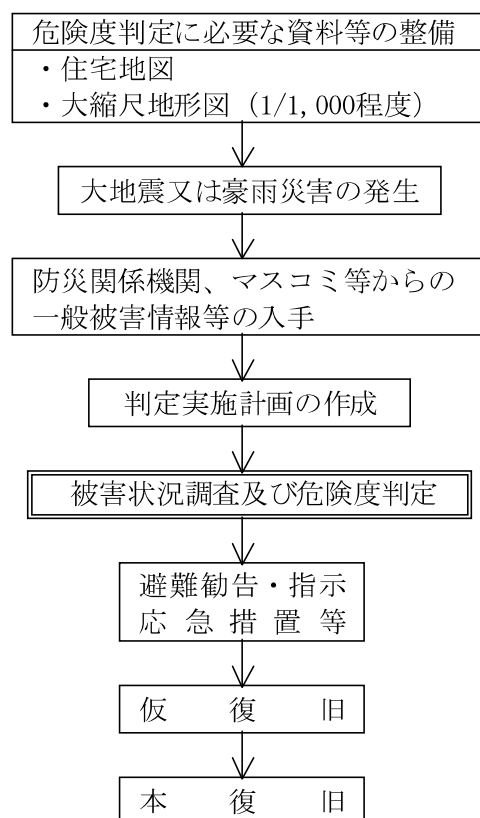 危険度判定に必要な資料等の整備
・住宅地図
・大縮尺地形図（1/1,000程度）
大地震又は豪雨災害の発生
防災関係機関、マスコミ等からの
一般被害情報等の入手
判定実施計画の作成
被害状況調査及び危険度判定
避難勧告・指示
応急措置等
仮復旧
本復旧